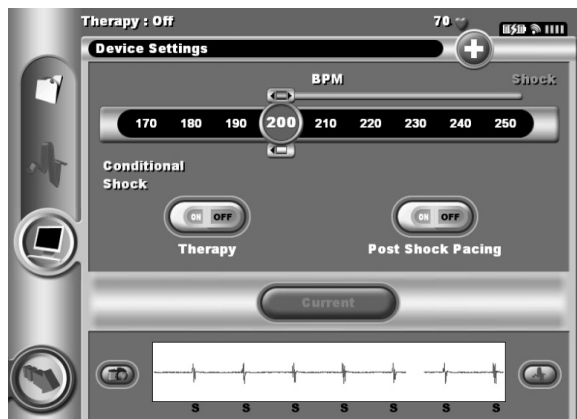 Therapy : Off 70
Device Settings
BPM Shock
170 180 190 200 210 220 230 240 250
Conditional
Shock
ON OFF ON OFF
Therapy Post Shock Pacing
Current
S S S S S S S